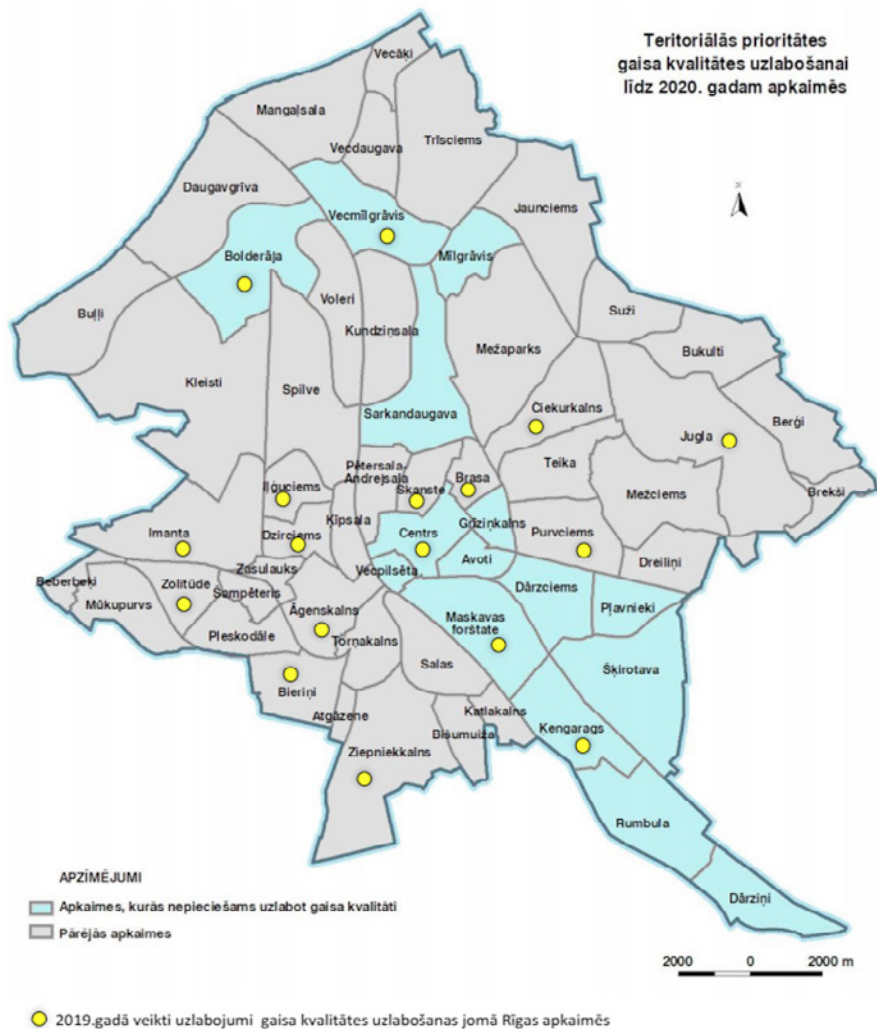 Teritoriālās prioritātes
gaisa kvalitātes uzlabošanai
līdz 2020. gadam apkaimēs
Vecāķi
Mangaļsala
Vecdaugava
Trīsciems
Daugavgrīva
Jaunciems
Vecmīlgrāvis
Mīlgrāvis
Bolderāja
Voleri
Buļļi
Suži
Kundziņsala
Mežaparks
Bukulti
Kleisti
Spilve
Sarkandaugava
Čiekurkalns
Jugla
Berģi
Pētersala-
Andrejsala
Brasa
Teika
Iļģuciems
Skanste
Mežciems
Brekši
Ķīpsala
Grīziņkalns
Imanta
Dzirciems
Centrs
Purvciems
Avoti
Dreiliņi
Zasulauks
Vecpilsēta
Beberbeķi
Zolitūde
Sampēteris
Dārzciems
Mūkupurvs
Āgenskalns
Pļavnieki
Maskavas
forštate
Pleskodāle
Torņakalns
Salas
Šķirotava
Bieriņi
Atgāzene
Katlakalns
Bišumuiža
Ķengarags
Ziepniekkalns
Rumbula
Dārziņi
APZĪMĒJUMI
Apkaimes, kurās nepieciešams uzlabot gaisa kvalitāti
Pārējās apkaimes
2000 0 2000 m
2019.gadā veikti uzlabojumi gaisa kvalitātes uzlabošanas jomā Rīgas apkaimēs